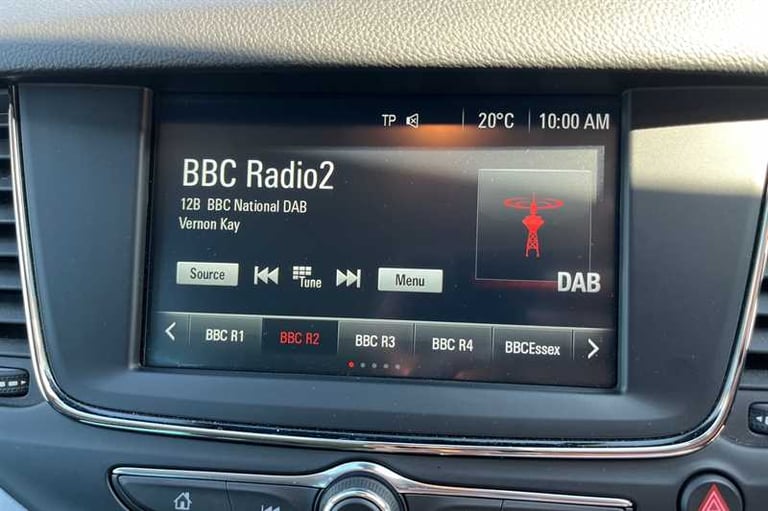 TP 20°C 10:00 AM
BBC Radio2
12B BBC National DAB
Vernon Kay
DAB
Source Tune Menu
BBC R1 BBC R2 BBC R3 BBC R4 BBCEssex